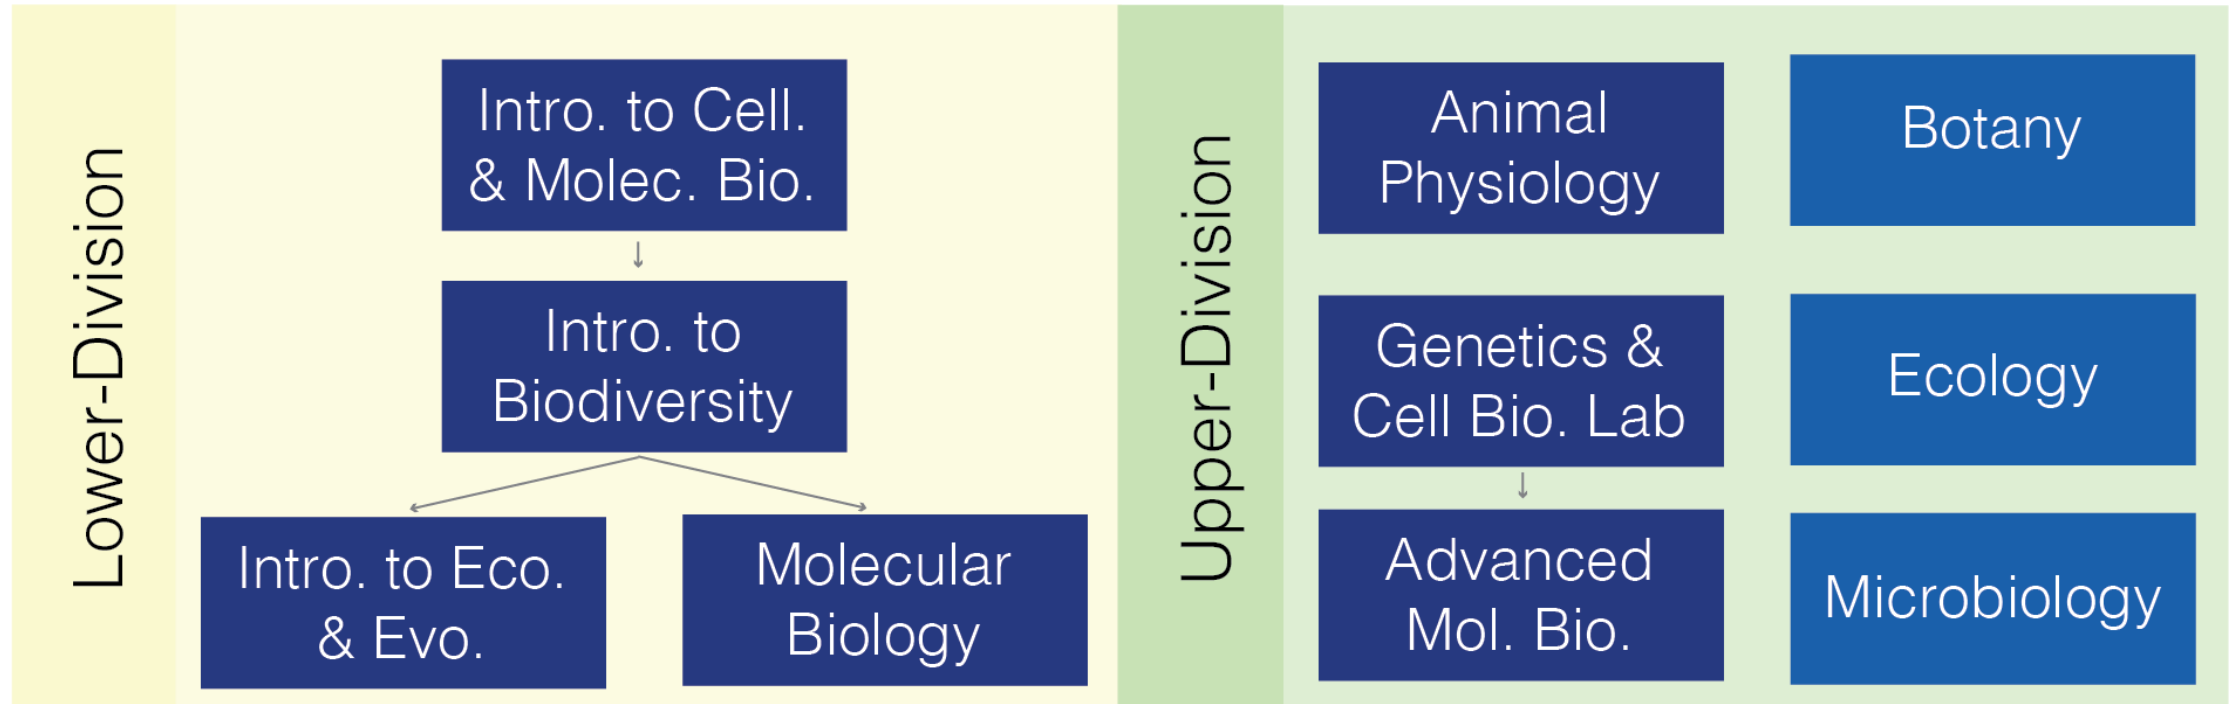 Lower-Division
Intro. to Cell.
& Molec. Bio.
Intro. to
Biodiversity
Intro. to Eco.
& Evo.
Molecular
Biology
Upper-Division
Animal
Physiology
Botany
Genetics &
Cell Bio. Lab
Ecology
Advanced
Mol. Bio.
Microbiology